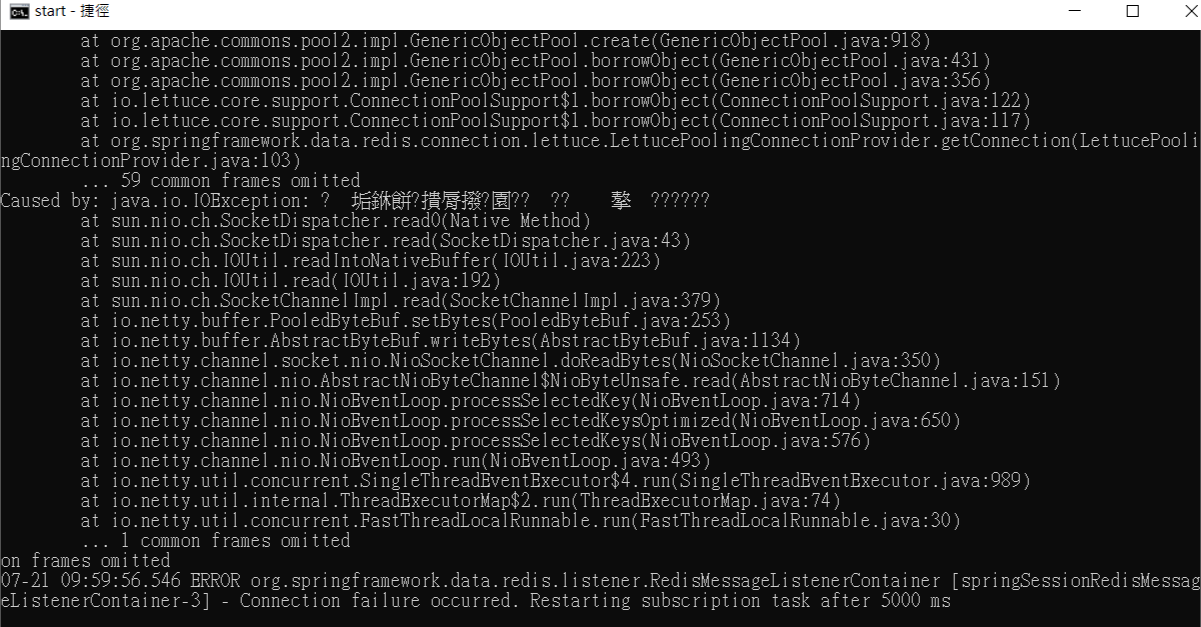 start - 捷徑
at org.apache.commons.pool2.impl.GenericObjectPool.create(GenericObjectPool.java:918)
at org.apache.commons.pool2.impl.GenericObjectPool.borrowObject(GenericObjectPool.java:431)
at org.apache.commons.pool2.impl.GenericObjectPool.borrowObject(GenericObjectPool.java:356)
at io.lettuce.core.support.ConnectionPoolSupport$1.borrowObject(ConnectionPoolSupport.java:122)
at io.lettuce.core.support.ConnectionPoolSupport$1.borrowObject(ConnectionPoolSupport.java:117)
at org.springframework.data.redis.connection.lettuce.LettucePoolingConnectionProvider.getConnection(LettucePooli
ngConnectionProvider.java:103)
... 59 common frames omitted
Caused by: java.io.IOException: ? 垢銝餅?撌脣撥?園?? ?? ??????
at sun.nio.ch.SocketDispatcher.read0(Native Method)
at sun.nio.ch.SocketDispatcher.read(SocketDispatcher.java:43)
at sun.nio.ch.IOUtil.readIntoNativeBuffer(IOUtil.java:223)
at sun.nio.ch.IOUtil.read(IOUtil.java:192)
at sun.nio.ch.SocketChannelImpl.read(SocketChannelImpl.java:379)
at io.netty.buffer.PooledByteBuf.setBytes(PooledByteBuf.java:253)
at io.netty.buffer.AbstractByteBuf.writeBytes(AbstractByteBuf.java:1134)
at io.netty.channel.socket.nio.NioSocketChannel.doReadBytes(NioSocketChannel.java:350)
at io.netty.channel.nio.AbstractNioByteChannel$NioByteUnsafe.read(AbstractNioByteChannel.java:151)
at io.netty.channel.nio.NioEventLoop.processSelectedKey(NioEventLoop.java:714)
at io.netty.channel.nio.NioEventLoop.processSelectedKeysOptimized(NioEventLoop.java:650)
at io.netty.channel.nio.NioEventLoop.processSelectedKeys(NioEventLoop.java:576)
at io.netty.channel.nio.NioEventLoop.run(NioEventLoop.java:493)
at io.netty.util.concurrent.SingleThreadEventExecutor$4.run(SingleThreadEventExecutor.java:989)
at io.netty.util.internal.ThreadExecutorMap$2.run(ThreadExecutorMap.java:74)
at io.netty.util.concurrent.FastThreadLocalRunnable.run(FastThreadLocalRunnable.java:30)
... 1 common frames omitted
on frames omitted
07-21 09:59:56.546 ERROR org.springframework.data.redis.listener.RedisMessageListenerContainer [springSessionRedisMessag
eListenerContainer-3] - Connection failure occurred. Restarting subscription task after 5000 ms